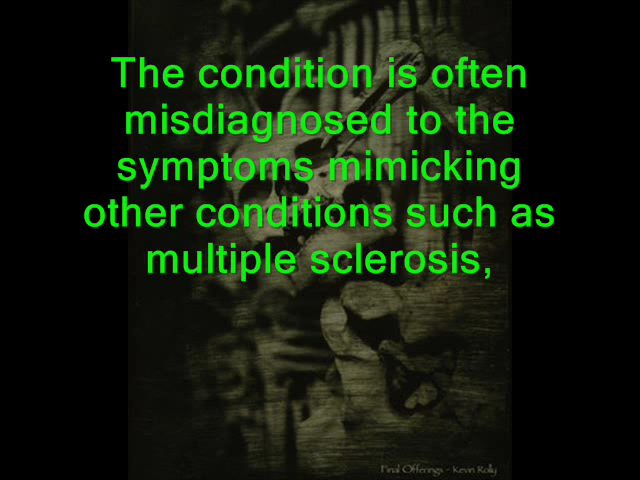 The condition is often
misdiagnosed to the
symptoms mimicking
other conditions such as
multiple sclerosis,
Final Offerings - Kevin Rolly